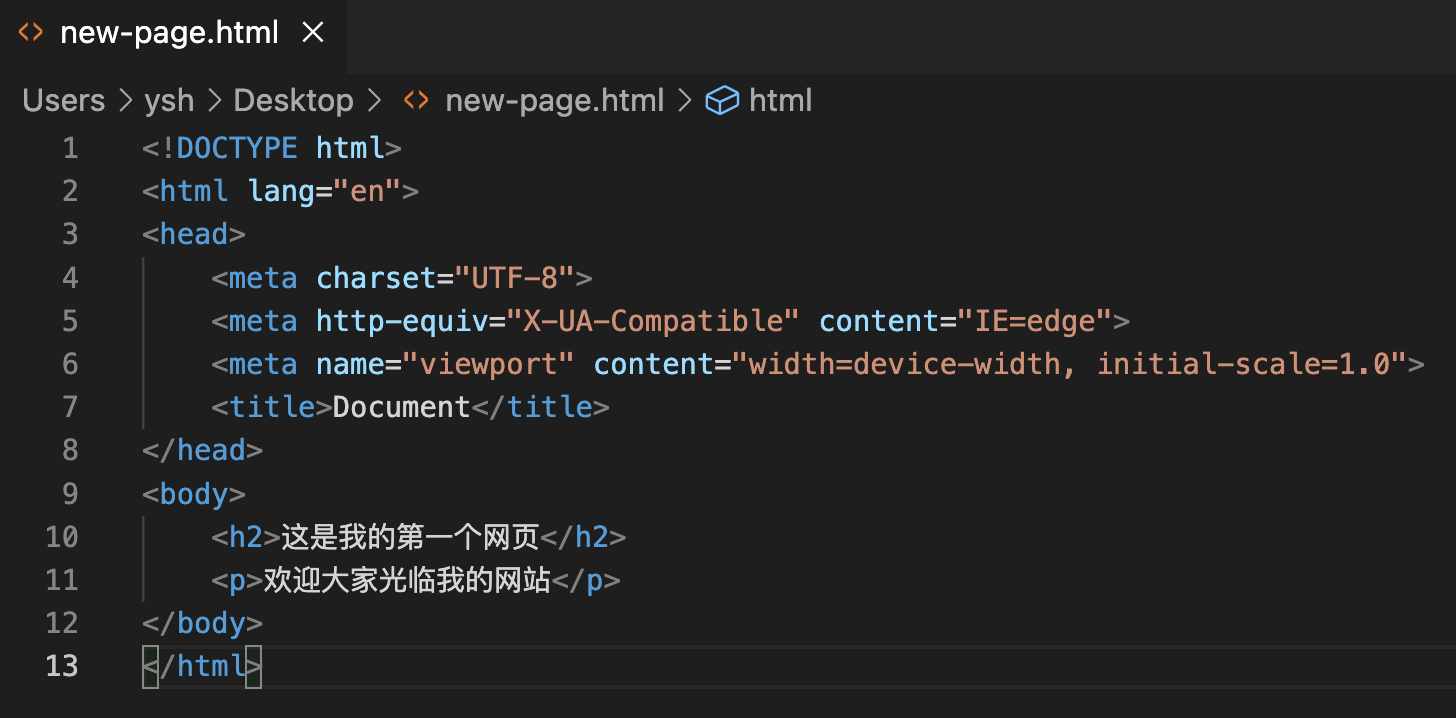 new-page.html
Users > ysh > Desktop > new-page.html > html
1 <!DOCTYPE html>
2 <html lang="en">
3 <head>
4     <meta charset="UTF-8">
5     <meta http-equiv="X-UA-Compatible" content="IE=edge">
6     <meta name="viewport" content="width=device-width, initial-scale=1.0">
7     <title>Document</title>
8 </head>
9 <body>
10     <h2>这是我的第一个网页</h2>
11     <p>欢迎大家光临我的网站</p>
12 </body>
13 </html>